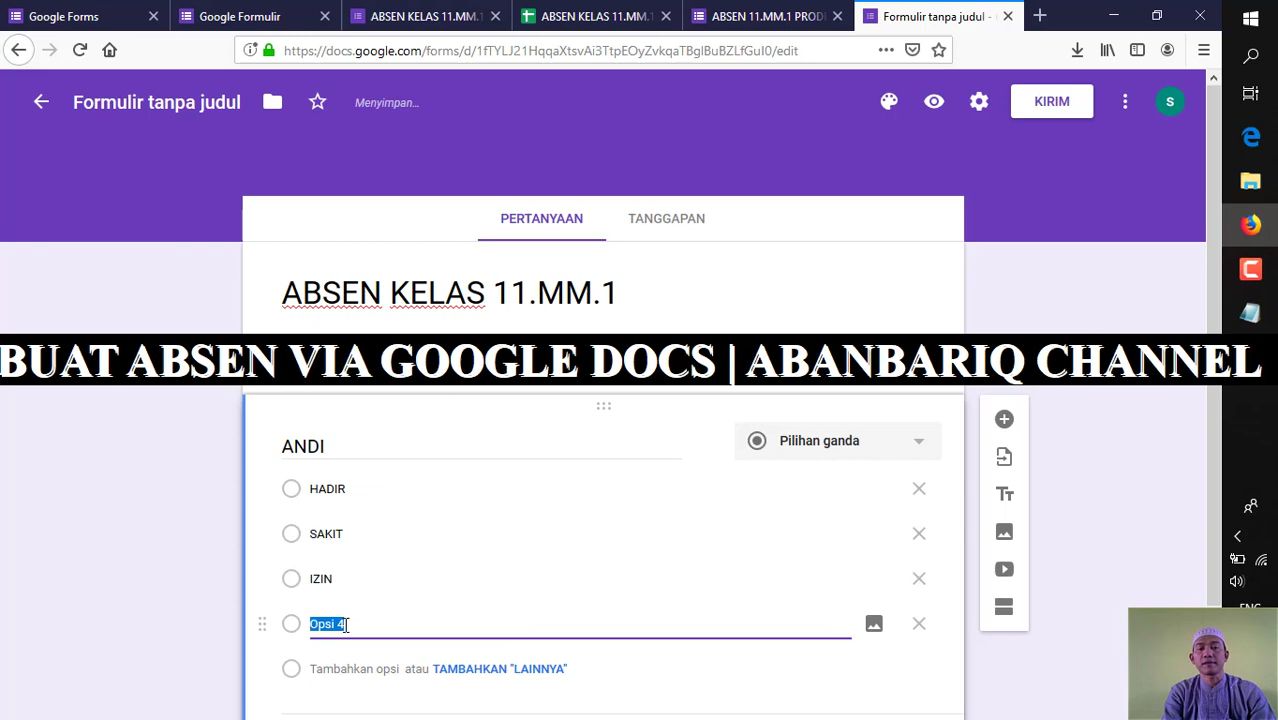 Google Forms
Google Formulir
ABSEN KELAS 11.MM.1
ABSEN KELAS 11.MM.1
ABSEN 11.MM.1 PRODU
Formulir tanpa judul -
https://docs.google.com/forms/d/1fTYLJ21HqqaXtsvAi3TtpEOyZvkqaTBglBuBZLfGuI0/edit
Formulir tanpa judul
Menyimpan...
KIRIM
S
PERTANYAAN
TANGGAPAN
ABSEN KELAS 11.MM.1
BUAT ABSEN VIA GOOGLE DOCS | ABANBARIQ CHANNEL
ANDI
Pilihan ganda
HADIR
SAKIT
IZIN
Opsi 4
Tambahkan opsi atau TAMBAHKAN "LAINNYA"
Tт